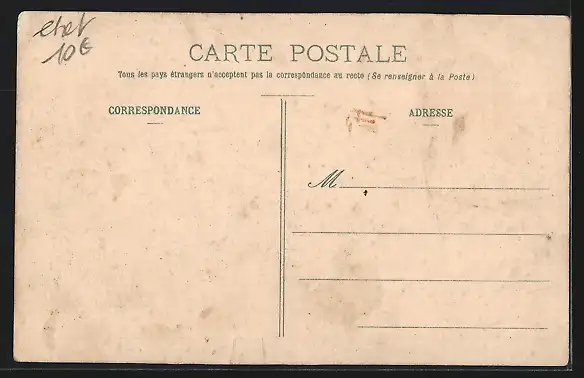 10€
CARTE POSTALE
Tous les pays étrangers n'acceptent pas la correspondance au recto (Se renseigner à la Poste)
CORRESPONDANCE
ADRESSE
M